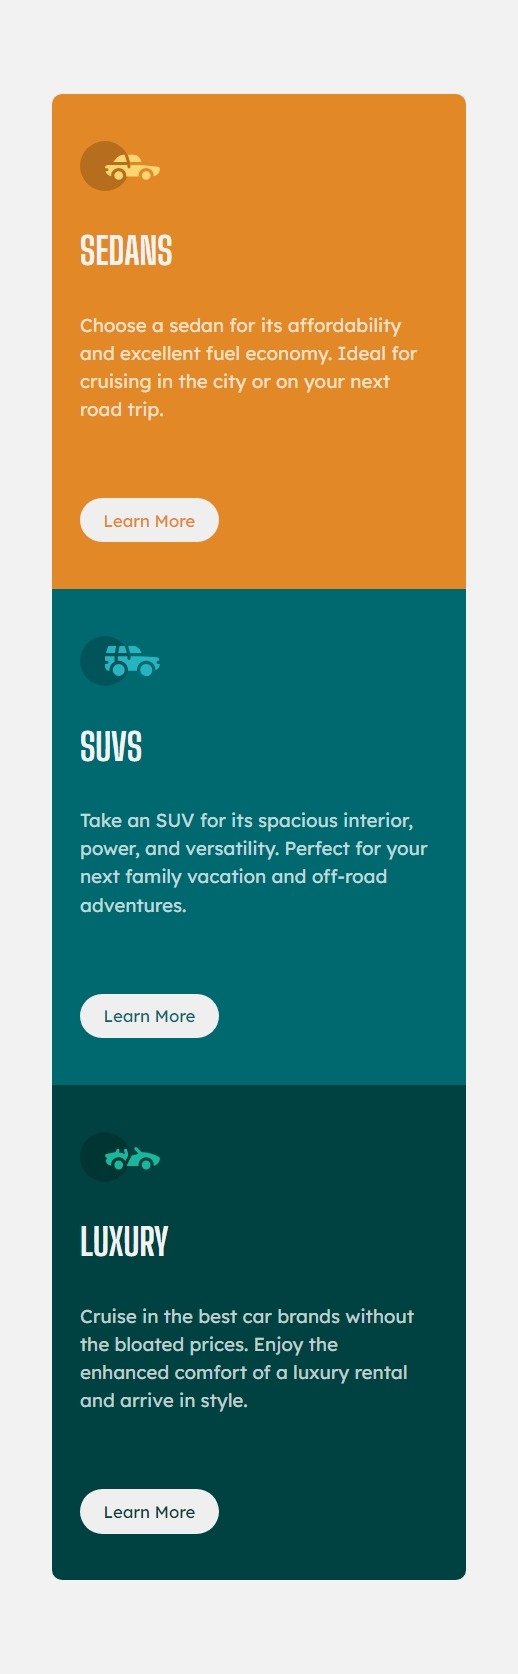 SEDANS
Choose a sedan for its affordability
and excellent fuel economy. Ideal for
cruising in the city or on your next
road trip.
Learn More
SUVS
Take an SUV for its spacious interior,
power, and versatility. Perfect for your
next family vacation and off-road
adventures.
Learn More
LUXURY
Cruise in the best car brands without
the bloated prices. Enjoy the
enhanced comfort of a luxury rental
and arrive in style.
Learn More